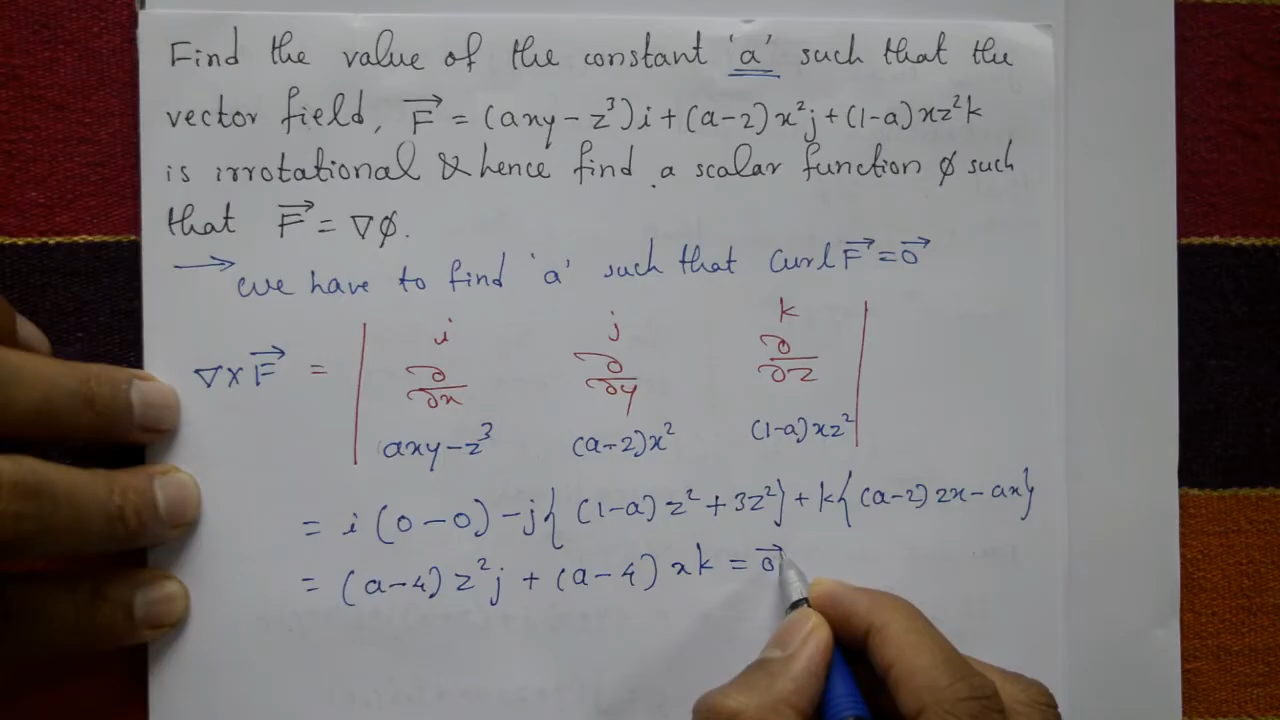 Find the value of the constant 'a' such that the
vector field, F⃗ = (axy - z³)i + (a-2)x²j + (1-a)xz²k
is irrotational & hence find a scalar function φ such
that F⃗ = ∇φ.
→ we have to find 'a' such that curl F⃗ = 0⃗
i j k
∇×F⃗ = | ∂/∂x ∂/∂y ∂/∂z |
axy - z³ (a-2)x² (1-a)xz²
= i(0-0) - j{(1-a)z² + 3z²} + k{(a-2)2x - ax}
= (a-4)z²j + (a-4)xk = 0⃗